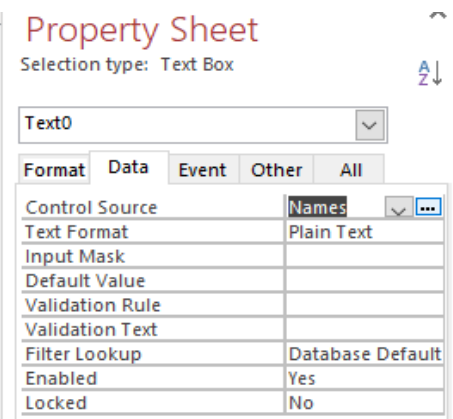 Property Sheet
Selection type: Text Box
A
Z
Text0
Format Data Event Other All
Control Source Names ...
Text Format Plain Text
Input Mask
Default Value
Validation Rule
Validation Text
Filter Lookup Database Default
Enabled Yes
Locked No